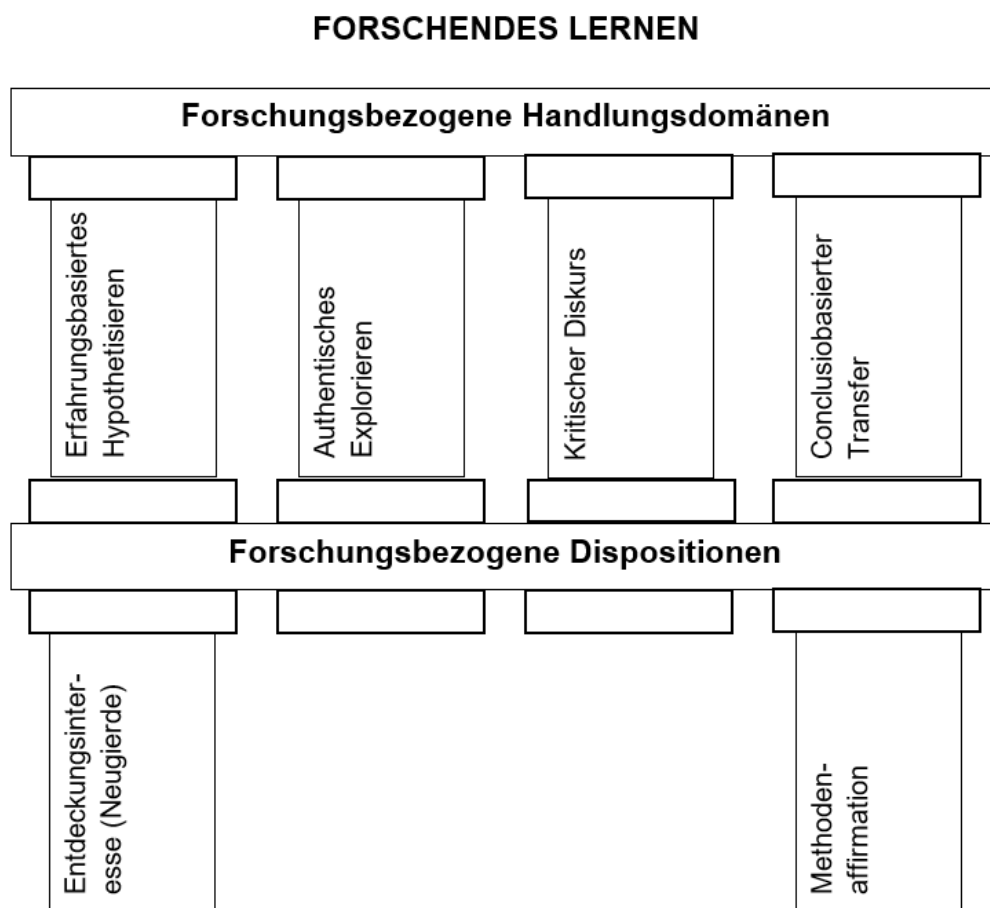 FORSCHENDES LERNEN
Forschungsbezogene Handlungsdomänen
Erfahrungsbasiertes
Hypothetisieren
Authentisches
Explorieren
Kritischer Diskurs
Conclusiobasierter
Transfer
Forschungsbezogene Dispositionen
Entdeckungsinter-
esse (Neugierde)
Methoden-
affirmation